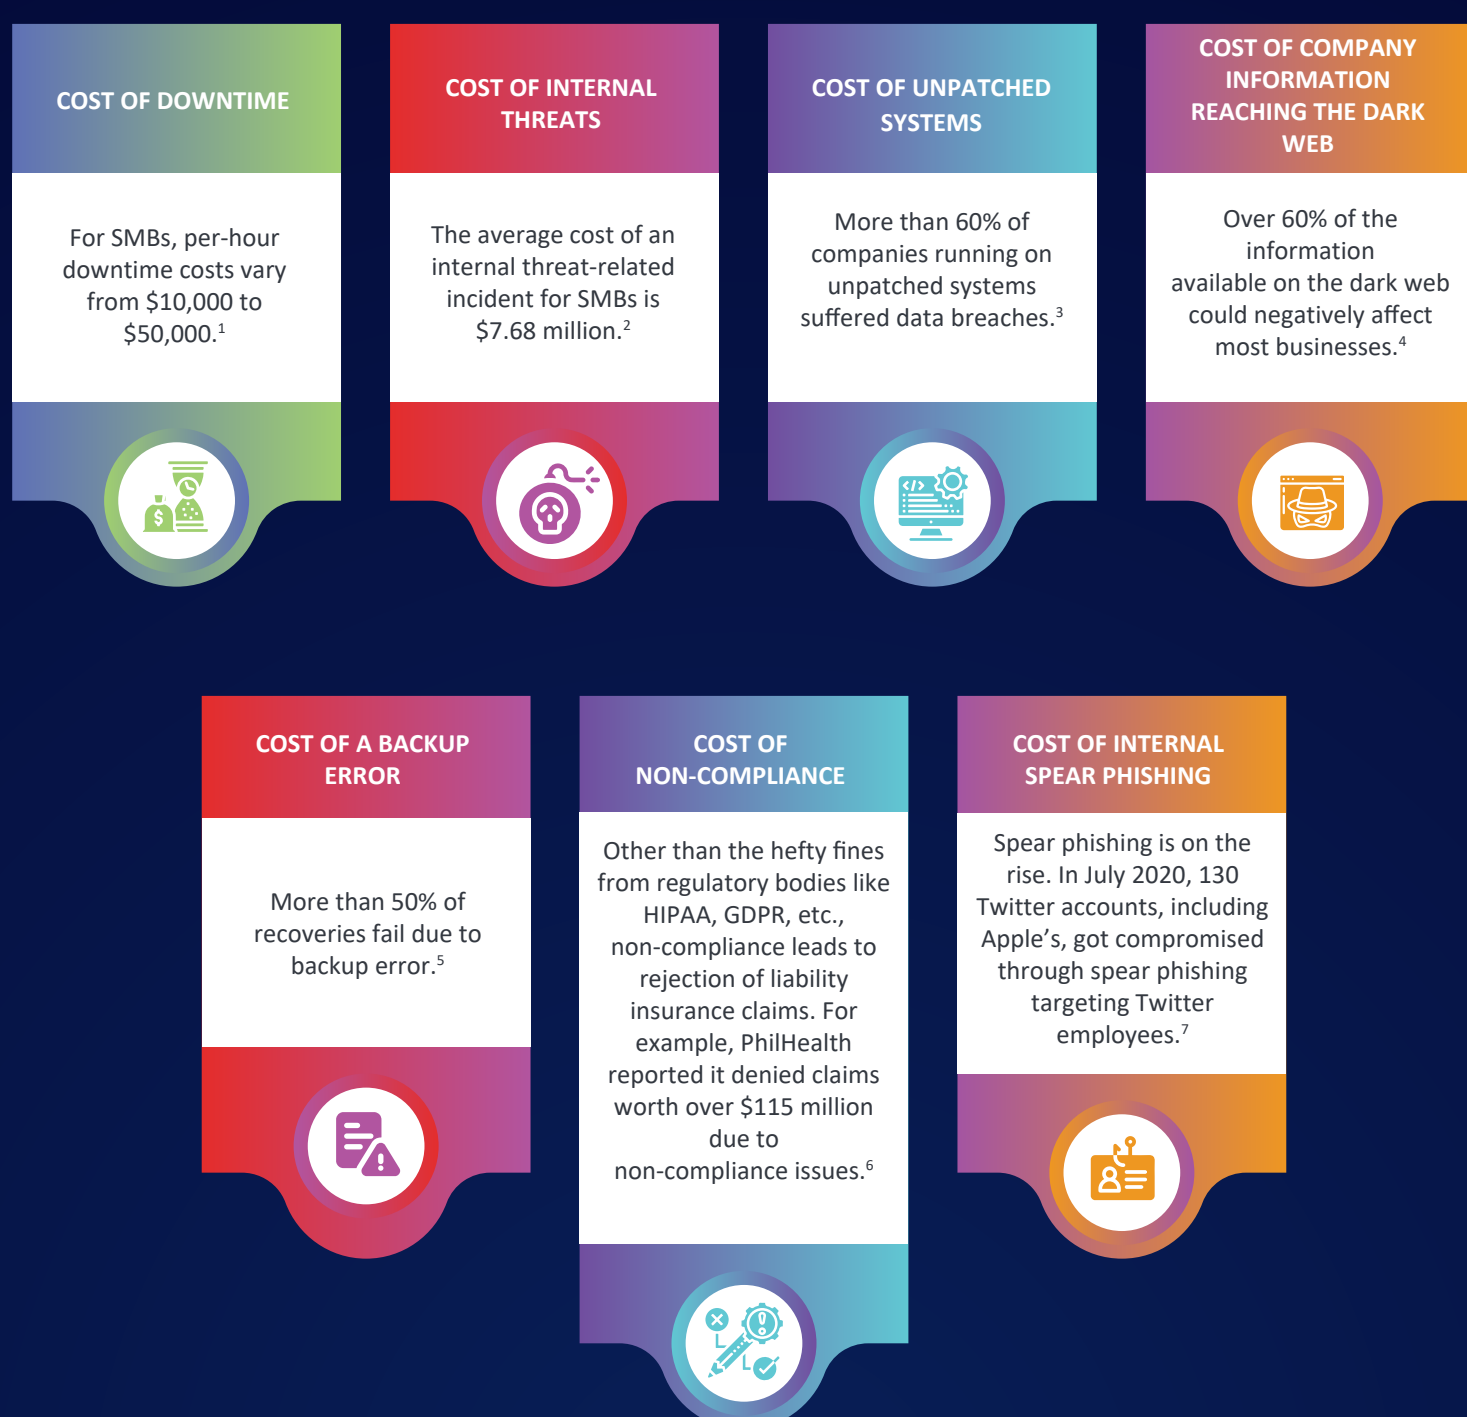 COST OF DOWNTIME
For SMBs, per-hour
downtime costs vary
from $10,000 to
$50,000.1
COST OF INTERNAL
THREATS
The average cost of an
internal threat-related
incident for SMBs is
$7.68 million.2
COST OF UNPATCHED
SYSTEMS
More than 60% of
companies running on
unpatched systems
suffered data breaches.3
COST OF COMPANY
INFORMATION
REACHING THE DARK
WEB
Over 60% of the
information
available on the dark web
could negatively affect
most businesses.4
COST OF A BACKUP
ERROR
More than 50% of
recoveries fail due to
backup error.5
COST OF
NON-COMPLIANCE
Other than the hefty fines
from regulatory bodies like
HIPAA, GDPR, etc.,
non-compliance leads to
rejection of liability
insurance claims. For
example, PhilHealth
reported it denied claims
worth over $115 million
due to
non-compliance issues.6
COST OF INTERNAL
SPEAR PHISHING
Spear phishing is on the
rise. In July 2020, 130
Twitter accounts, including
Apple’s, got compromised
through spear phishing
targeting Twitter
employees.7